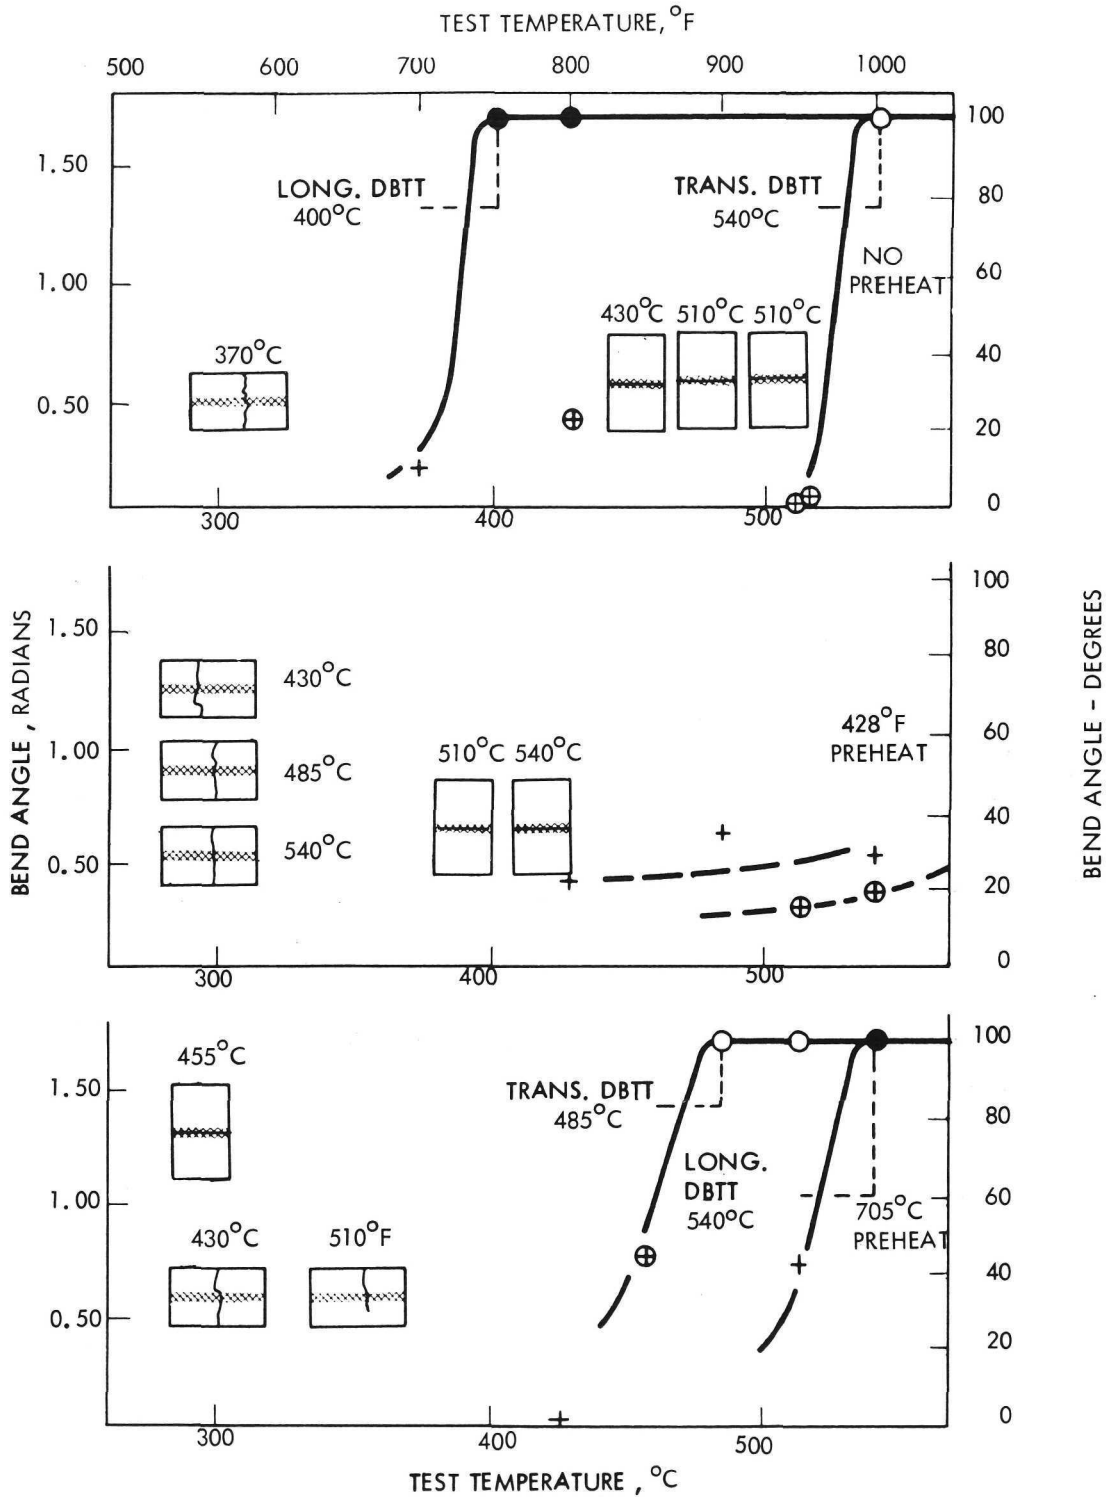 TEST TEMPERATURE, °F
500 600 700 800 900 1000
100
1.50
LONG. DBTT
400°C
TRANS. DBTT
540°C
80
NO
PREHEAT
1.00
60
430°C 510°C 510°C
370°C
40
0.50
20
0
300 400 500
BEND ANGLE, RADIANS
BEND ANGLE - DEGREES
100
1.50
80
430°C
428°F
PREHEAT
60
1.00
510°C 540°C
485°C
40
540°C
0.50
20
0
300 400 500
100
455°C
1.50
TRANS. DBTT
485°C
80
LONG.
DBTT
540°C
1.00
60
705°C
PREHEAT
430°C 510°F
40
0.50
20
0
300 400 500
TEST TEMPERATURE, °C